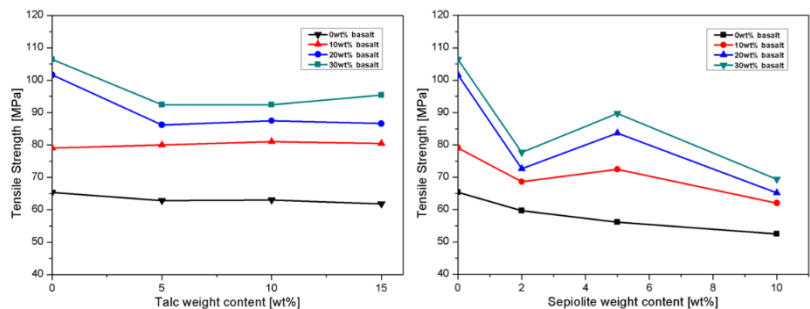 120
110
100
90
80
70
60
50
40
Tensile Strength [MPa]
0wt% basalt
10wt% basalt
20wt% basalt
30wt% basalt
0 5 10 15
Talc weight content [wt%]
120
110
100
90
80
70
60
50
40
Tensile Strength [MPa]
0wt% basalt
10wt% basalt
20wt% basalt
30wt% basalt
0 2 4 6 8 10
Sepiolite weight content [wt%]